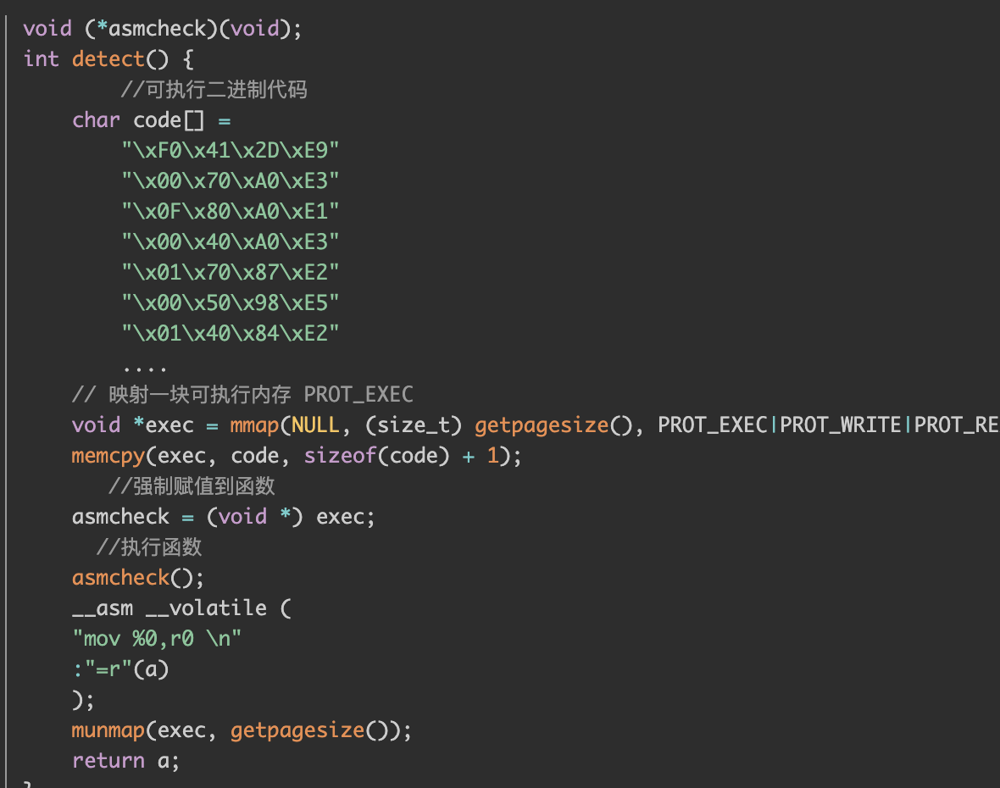 void (*asmcheck)(void);
int detect() {
//可执行二进制代码
char code[] =
"\xF0\x41\x2D\xE9"
"\x00\x70\xA0\xE3"
"\x0F\x80\xA0\xE1"
"\x00\x40\xA0\xE3"
"\x01\x70\x87\xE2"
"\x00\x50\x98\xE5"
"\x01\x40\x84\xE2"
....
// 映射一块可执行内存 PROT_EXEC
void *exec = mmap(NULL, (size_t) getpagesize(), PROT_EXEC|PROT_WRITE|PROT_RE
memcpy(exec, code, sizeof(code) + 1);
//强制赋值到函数
asmcheck = (void *) exec;
//执行函数
asmcheck();
__asm __volatile (
"mov %0,r0 \n"
:"=r"(a)
);
munmap(exec, getpagesize());
return a;
}